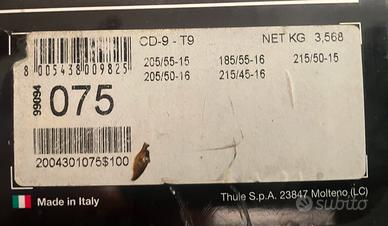 CD-9 - T9 NET KG 3,568
8 005438 009825
205/55-15 185/55-16 215/50-15
205/50-16 215/45-16
99094
075
2004301075$100
Thule S.p.A. 23847 Molteno (LC)
Made in Italy
subito